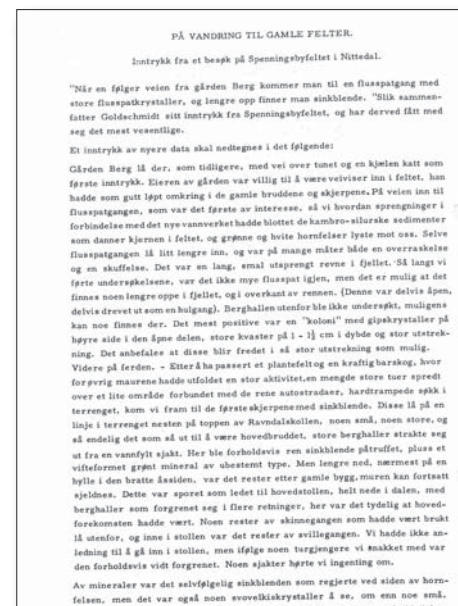 PÅ VANDRING TIL GAMLE FELTER.
Inntrykk fra et besøk på Spenningsbyfeltet i Nittedal.
"Når en følger veien fra gården Berg kommer man til en flusspatgang med
store flusspatkrystaller, og lengre opp finner man sinkblende. "Slik sammen-
fatter Goldschmidt sitt inntrykk fra Spenningsbyfeltet, og har derved fått med
seg det mest vesentlige.
Et inntrykk av nyere data skal nedtegnes i det følgende:
Gården Berg lå der, som tidligere, med vei over tunet og en kjælen katt som
første inntrykk. Eieren av gården var villig til å være veiviser inn i feltet, han
hadde som gutt løpt omkring i de gamle bruddene og skjerpene. På veien inn til
flusspatgangen, som var det første av interesse, så vi hvordan sprengninger i
forbindelse med det nye vannverket hadde blottet de kambro-silurske sedimenter
som danner kjernen i feltet, og grønne og hvite hornfelser lyste mot oss. Selve
flusspatgangen lå litt lengre inn, og var på mange måter både en overraskelse
og en skuffelse. Det var en lang, smal utsprengt revne i fjellet. Så langt vi
førte undersøkelsene, var det ikke mye flusspat igjen, men det er mulig at det
finnes noen lengre oppe i fjellet, og i overkant av rennen. (Denne var delvis åpen,
delvis drevet ut som en hulgang). Berghallen utenfor ble ikke undersøkt, muligens
kan noe finnes der. Det mest positive var en "koloni" med gipskrystaller på
høyre side i den åpne delen, store kvaster på 1 - 1½ cm i dybde og stor utstrek-
ning. Det anbefales at disse blir fredet i så stor utstrekning som mulig.
Videre på ferden. - Etter å ha passert et plantefelt og en kraftig barskog, hvor
forøvrig maurene hadde utfoldet en stor aktivitet, en mengde store tuer spredt
over et lite område forbundet med de rene autostradaer, hardtrampede søkk i
terrenget, kom vi fram til de første skjerpene med sinkblende. Disse lå på en
linje i terrenget nesten på toppen av Ravndalskollen, noen små, noen store, og
så endelig det som så ut til å være hovedbruddet, store berghaller strakte seg
ut fra en vannfylt sjakt. Her ble forholdsvis ren sinkblende påtruffet, pluss et
vifteformet grønt mineral av ubestemt type. Men lengre ned, nærmest på en
hylle i den bratte åssiden, var det rester etter gamle bygg, muren kan fortsatt
sjeldnes. Dette var sporet som ledet til hovedstollen, helt nede i dalen, med
berghaller som forgrenet seg i flere retninger, her var det tydelig at hoved-
forekomsten hadde vært. Noen rester av skinnegangen som hadde vært brukt
lå utenfor, og inne i stollen var det rester av svillegangen. Vi hadde ikke an-
ledning til å gå inn i stollen, men ifølge noen turgjengere vi snakket med var
den forholdsvis vidt forgrenet. Noen sjakter hørte vi ingenting om.
Av mineraler var det selvfølgelig sinkblenden som regjerte ved siden av horn-
felsen, men det var også noen svovelkiskrystaller å se, om enn noe små.